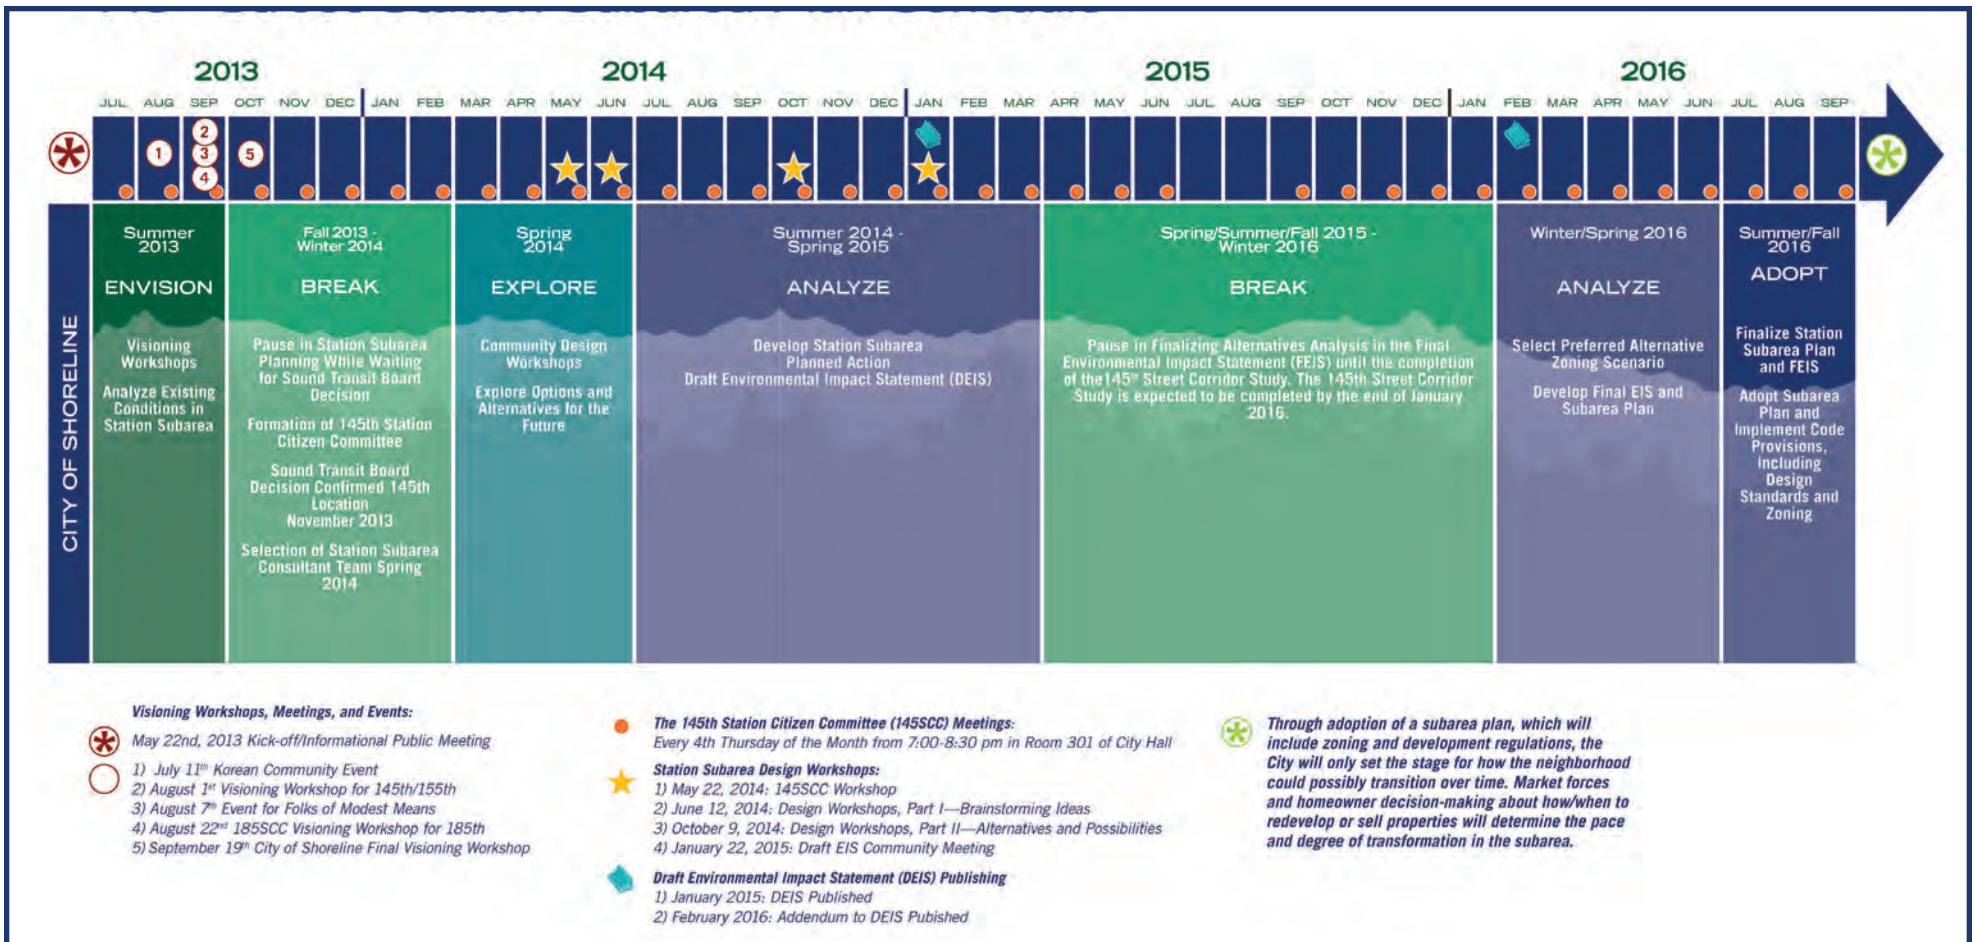 2013 2014 2015 2016
JUL AUG SEP OCT NOV DEC JAN FEB MAR APR MAY JUN JUL AUG SEP OCT NOV DEC JAN FEB MAR APR MAY JUN JUL AUG SEP OCT NOV DEC JAN FEB MAR APR MAY JUN JUL AUG SEP
1
2
3
4
5
CITY OF SHORELINE
Summer
2013
ENVISION
Visioning
Workshops
Analyze Existing
Conditions in
Station Subarea
Fall 2013 -
Winter 2014
BREAK
Pause in Station Subarea
Planning While Waiting
for Sound Transit Board
Decision
Formation of 145th Station
Citizen Committee
Sound Transit Board
Decision Confirmed 145th
Location
November 2013
Selection of Station Subarea
Consultant Team Spring
2014
Spring
2014
EXPLORE
Community Design
Workshops
Explore Options and
Alternatives for the
Future
Summer 2014 -
Spring 2015
ANALYZE
Develop Station Subarea
Planned Action
Draft Environmental Impact Statement (DEIS)
Spring/Summer/Fall 2015 -
Winter 2016
BREAK
Pause in Finalizing Alternatives Analysis in the Final
Environmental Impact Statement (FEIS) until the completion
of the145th Street Corridor Study. The 145th Street Corridor
Study is expected to be completed by the end of January
2016.
Winter/Spring 2016
ANALYZE
Select Preferred Alternative
Zoning Scenario
Develop Final EIS and
Subarea Plan
Summer/Fall
2016
ADOPT
Finalize Station
Subarea Plan
and FEIS
Adopt Subarea
Plan and
Implement Code
Provisions,
Including
Design
Standards and
Zoning
Visioning Workshops, Meetings, and Events:
May 22nd, 2013 Kick-off/Informational Public Meeting
1) July 11th Korean Community Event
2) August 1st Visioning Workshop for 145th/155th
3) August 7th Event for Folks of Modest Means
4) August 22nd 185SCC Visioning Workshop for 185th
5) September 19th City of Shoreline Final Visioning Workshop
The 145th Station Citizen Committee (145SCC) Meetings:
Every 4th Thursday of the Month from 7:00-8:30 pm in Room 301 of City Hall
Station Subarea Design Workshops:
1) May 22, 2014: 145SCC Workshop
2) June 12, 2014: Design Workshops, Part I—Brainstorming Ideas
3) October 9, 2014: Design Workshops, Part II—Alternatives and Possibilities
4) January 22, 2015: Draft EIS Community Meeting
Draft Environmental Impact Statement (DEIS) Publishing
1) January 2015: DEIS Published
2) February 2016: Addendum to DEIS Pubished
Through adoption of a subarea plan, which will
include zoning and development regulations, the
City will only set the stage for how the neighborhood
could possibly transition over time. Market forces
and homeowner decision-making about how/when to
redevelop or sell properties will determine the pace
and degree of transformation in the subarea.